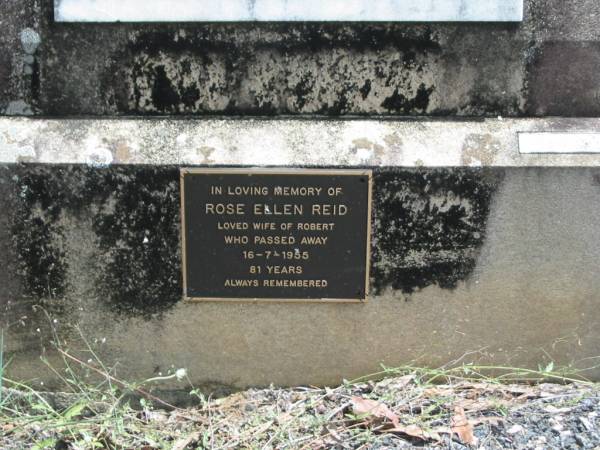 IN LOVING MEMORY OF
ROSE ELLEN REID
LOVED WIFE OF ROBERT
WHO PASSED AWAY
16-7-1955
81 YEARS
ALWAYS REMEMBERED